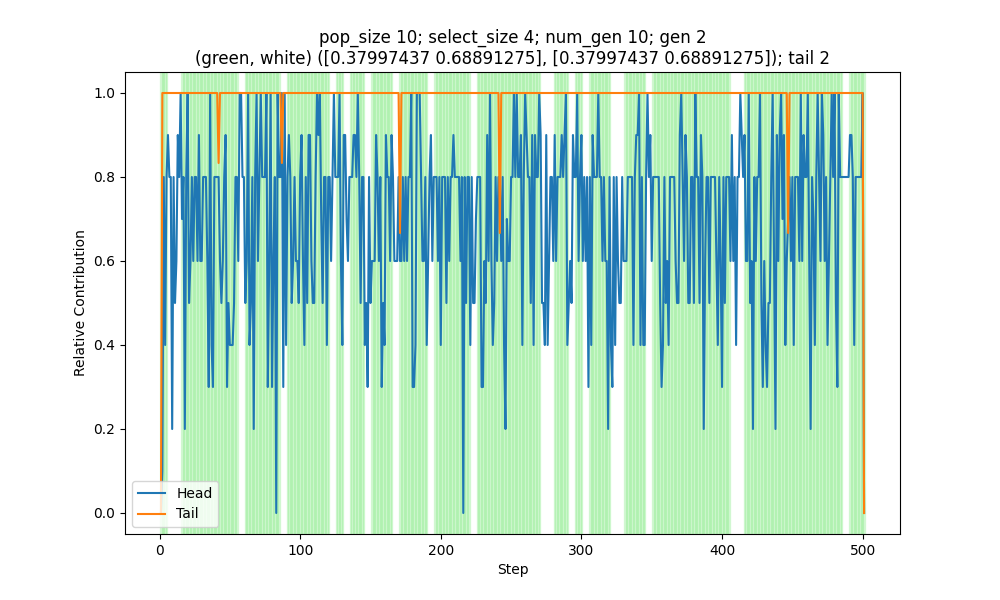 pop_size 10; select_size 4; num_gen 10; gen 2
(green, white) ([0.37997437 0.68891275], [0.37997437 0.68891275]); tail 2
1.0
0.8
0.6
0.4
0.2
0.0
Relative Contribution
Head
Tail
0
100
200
300
400
500
Step